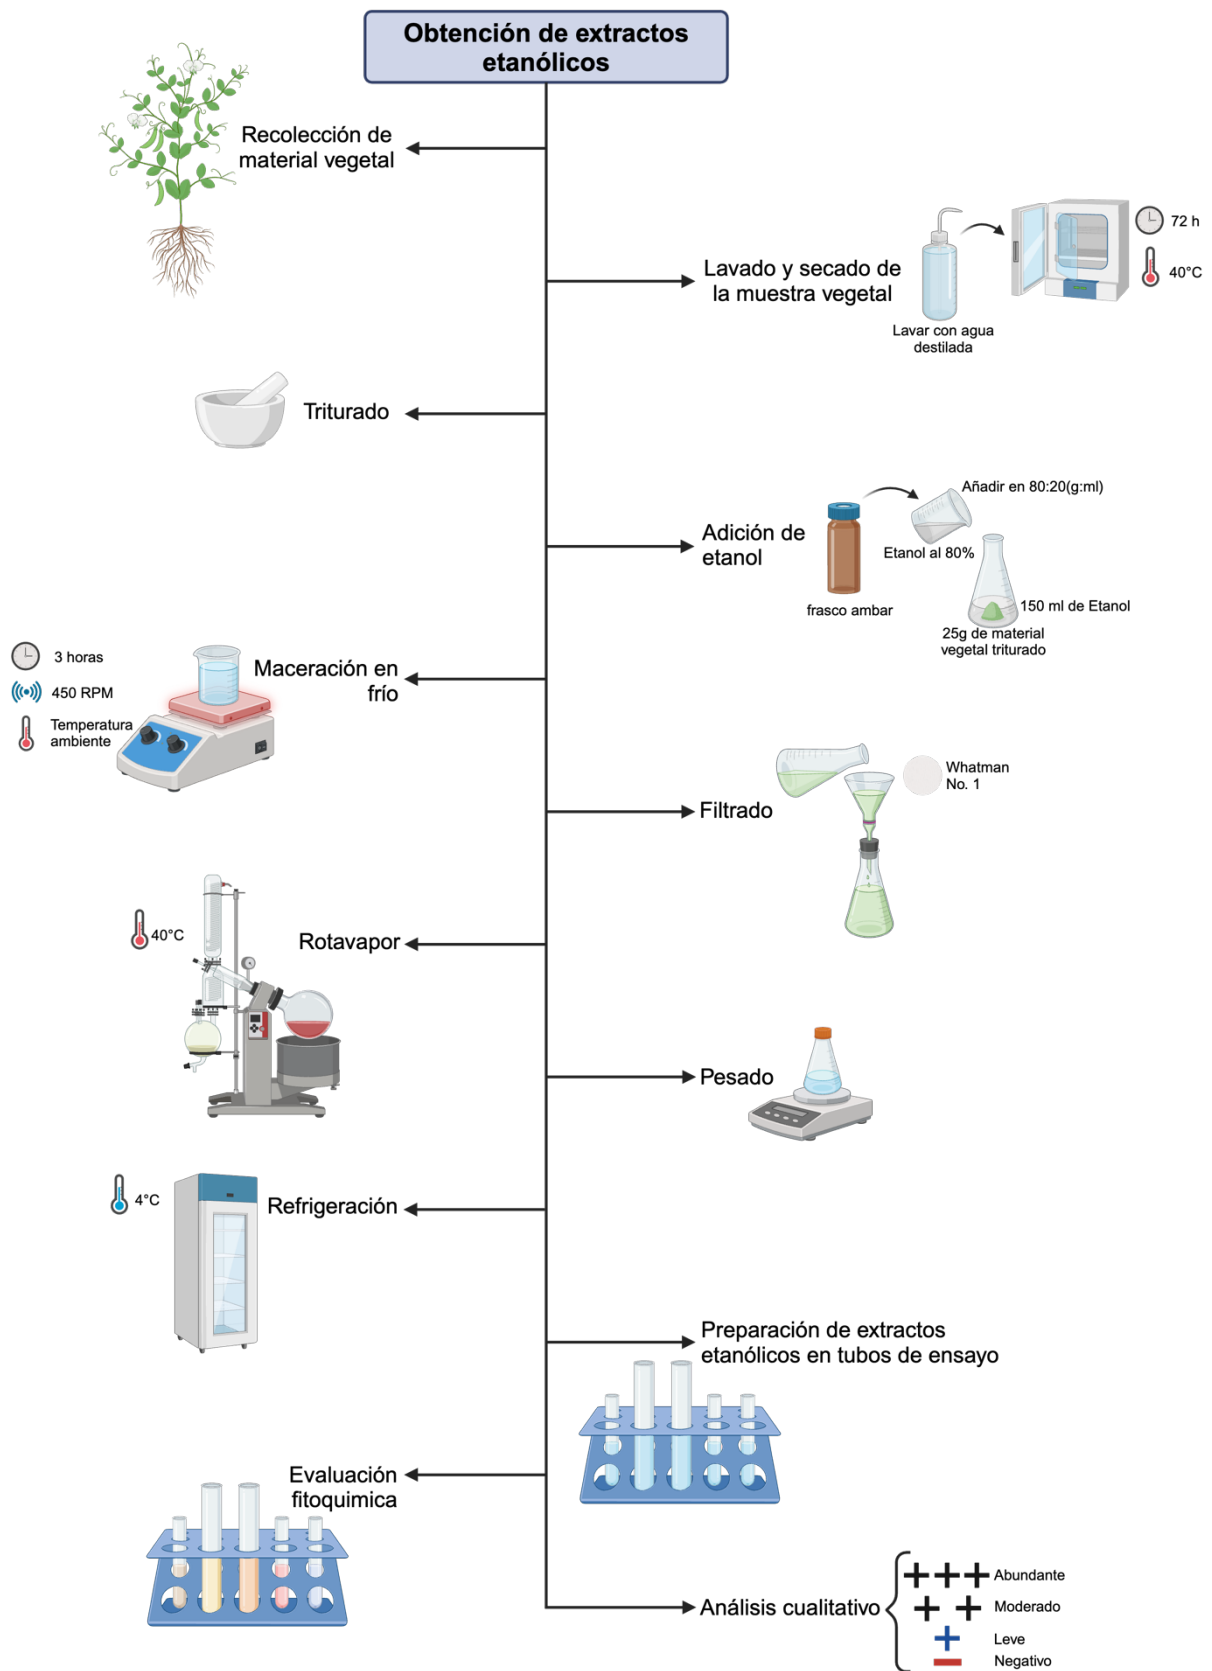 Obtención de extractos
etanólicos
Recolección de
material vegetal
72 h
40°C
Lavado y secado de
la muestra vegetal
Lavar con agua
destilada
Triturado
Añadir en 80:20(g:ml)
Adición de
etanol
Etanol al 80%
frasco ambar
150 ml de Etanol
25g de material
vegetal triturado
3 horas
450 RPM
Temperatura
ambiente
Maceración en
frío
Whatman
No. 1
Filtrado
40°C
Rotavapor
Pesado
4°C
Refrigeración
Preparación de extractos
etanólicos en tubos de ensayo
Evaluación
fitoquimica
Análisis cualitativo
+++ Abundante
++ Moderado
+ Leve
− Negativo